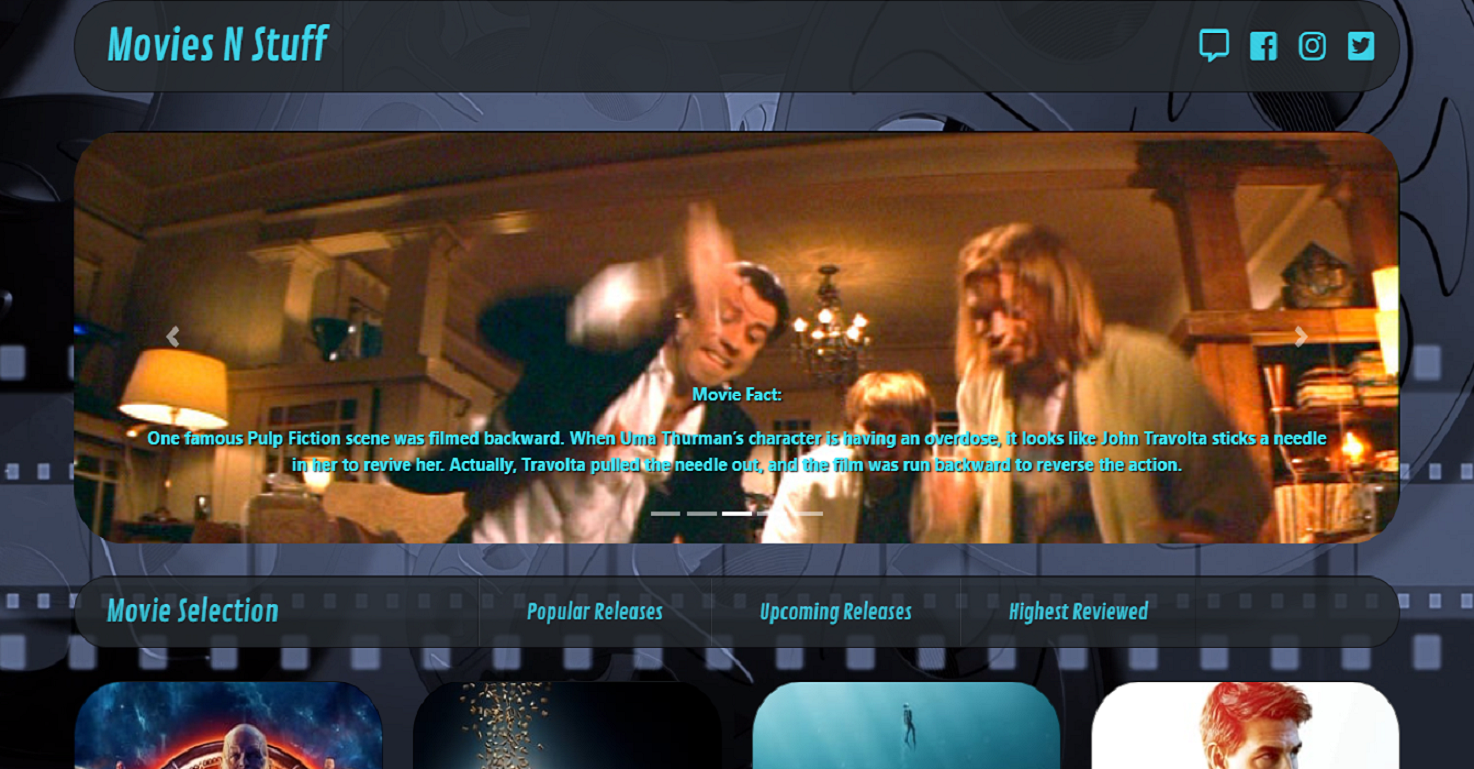 Movies N Stuff
Movie Fact:
One famous Pulp Fiction scene was filmed backward. When Uma Thurman's character is having an overdose, it looks like John Travolta sticks a needle
in her to revive her. Actually, Travolta pulled the needle out, and the film was run backward to reverse the action.
Movie Selection
Popular Releases
Upcoming Releases
Highest Reviewed